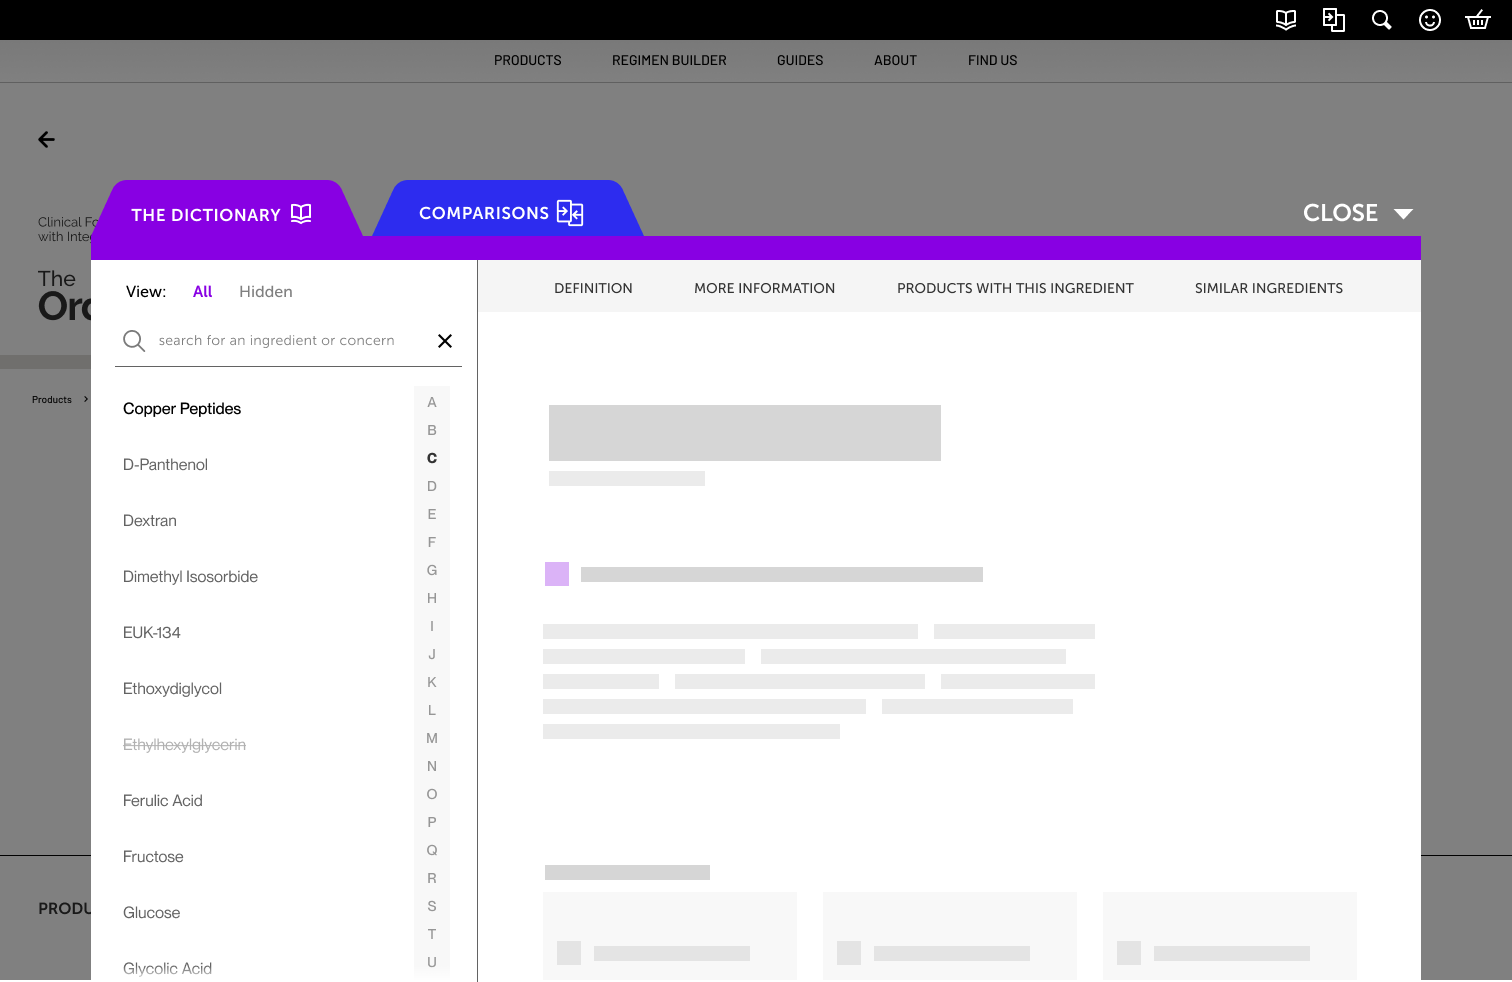 PRODUCTS REGIMEN BUILDER GUIDES ABOUT FIND US
THE DICTIONARY
COMPARISONS
CLOSE
Clinical Fo
with Inte
The
Ord
Products
PRODU
View: All Hidden
search for an ingredient or concern
Copper Peptides
D-Panthenol
Dextran
Dimethyl Isosorbide
EUK-134
Ethoxydiglycol
Ethylhexylglycerin
Ferulic Acid
Fructose
Glucose
Glycolic Acid
A
B
C
D
E
F
G
H
I
J
K
L
M
N
O
P
Q
R
S
T
U
DEFINITION MORE INFORMATION PRODUCTS WITH THIS INGREDIENT SIMILAR INGREDIENTS